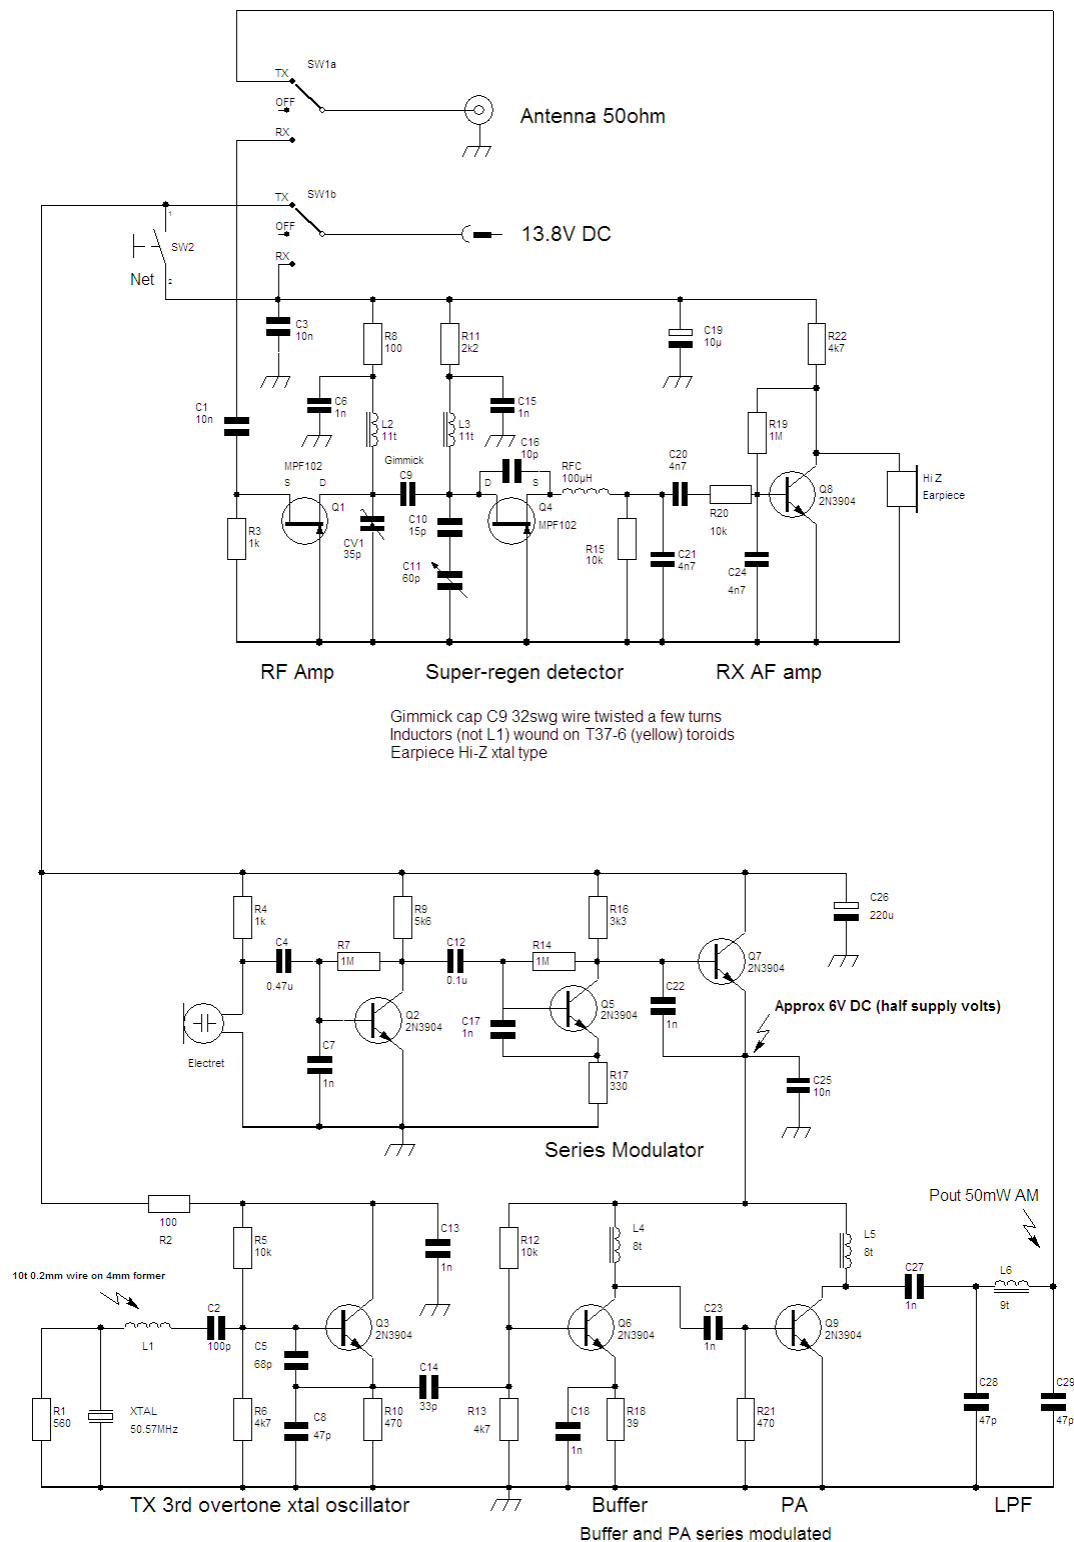 SW1a
TX
OFF
RX
Antenna 50ohm
SW1b
TX
OFF
RX
13.8V DC
1
SW2
2
Net
C3
10n
R8
100
R11
2k2
C19
10µ
R22
4k7
C1
10n
C6
1n
L2
11t
L3
11t
C15
1n
C16
10p
R19
1M
MPF102
S D
Q1
Gimmick
C9
D S
RFC
100µH
C20
4n7
Q8
2N3904
Hi Z
Earpiece
R3
1k
CV1
35p
C10
15p
C11
60p
Q4
MPF102
R15
10k
C21
4n7
R20
10k
C24
4n7
RF Amp
Super-regen detector
RX AF amp
Gimmick cap C9 32swg wire twisted a few turns
Inductors (not L1) wound on T37-6 (yellow) toroids
Earpiece Hi-Z xtal type
R4
1k
R9
5k6
R16
3k3
C26
220u
C4
0.47u
R7
1M
C12
0.1u
R14
1M
Q7
2N3904
Electret
Q2
2N3904
C7
1n
C17
1n
Q5
2N3904
C22
1n
Approx 6V DC (half supply volts)
R17
330
C25
10n
Series Modulator
100
R2
R5
10k
C13
1n
R12
10k
L4
8t
L5
8t
Pout 50mW AM
10t 0.2mm wire on 4mm former
L1
C2
100p
C5
68p
Q3
2N3904
C14
33p
Q6
2N3904
C23
1n
Q9
2N3904
C27
1n
L6
9t
R1
560
XTAL
50.57MHz
R6
4k7
C8
47p
R10
470
R13
4k7
C18
1n
R18
39
R21
470
C28
47p
C29
47p
TX 3rd overtone xtal oscillator
Buffer
PA
LPF
Buffer and PA series modulated